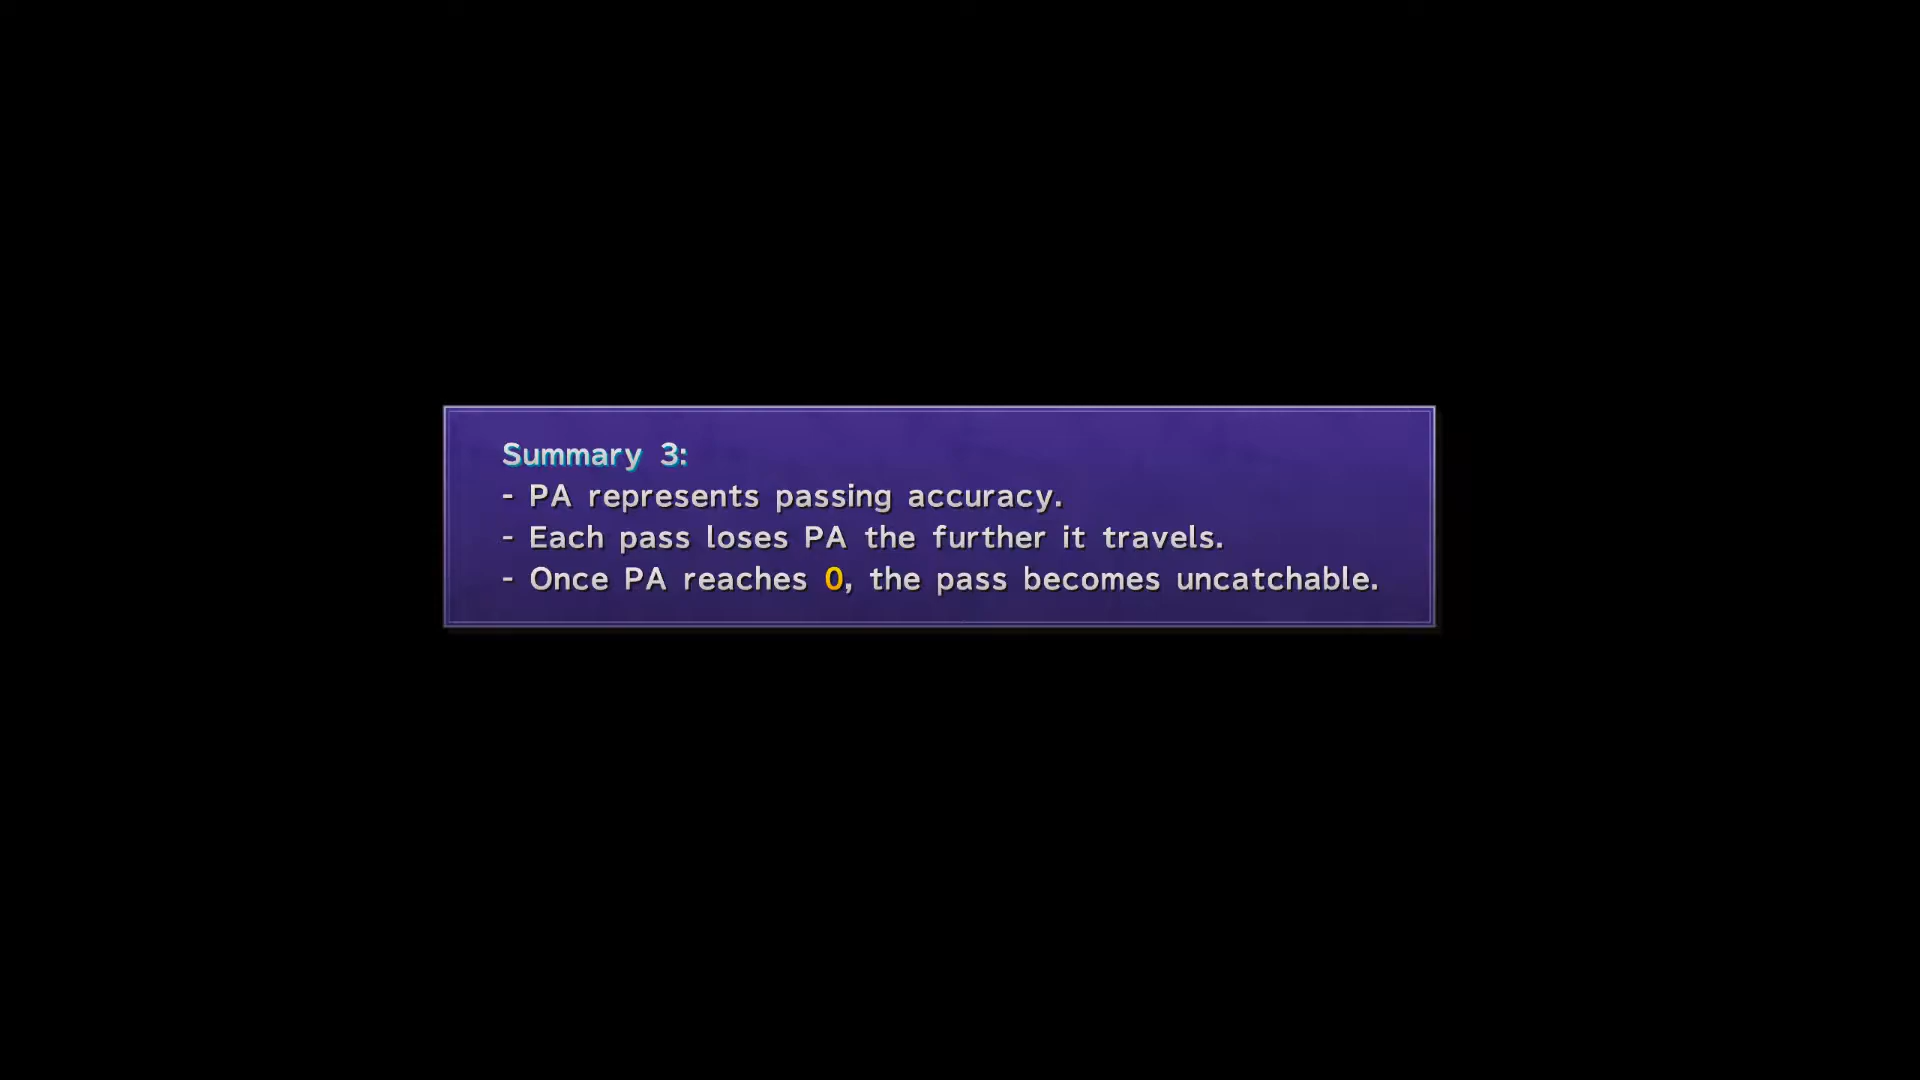 Summary 3:
- PA represents passing accuracy.
- Each pass loses PA the further it travels.
- Once PA reaches 0, the pass becomes uncatchable.